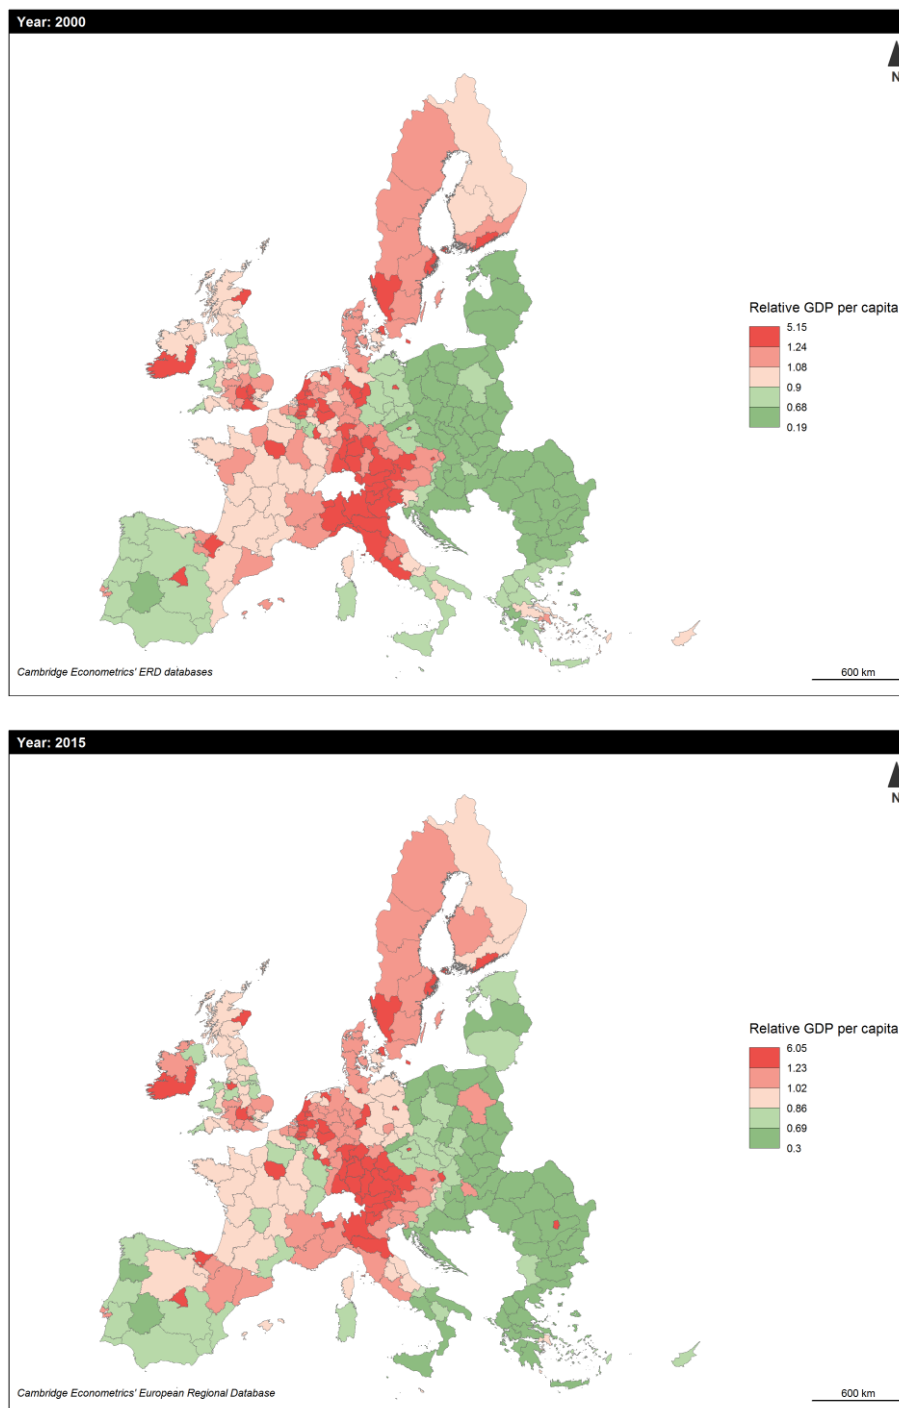 Year: 2000
N
Relative GDP per capita
5.15
1.24
1.08
0.9
0.68
0.19
Cambridge Econometrics' ERD databases
600 km
Year: 2015
N
Relative GDP per capita
6.05
1.23
1.02
0.86
0.69
0.3
Cambridge Econometrics' European Regional Database
600 km